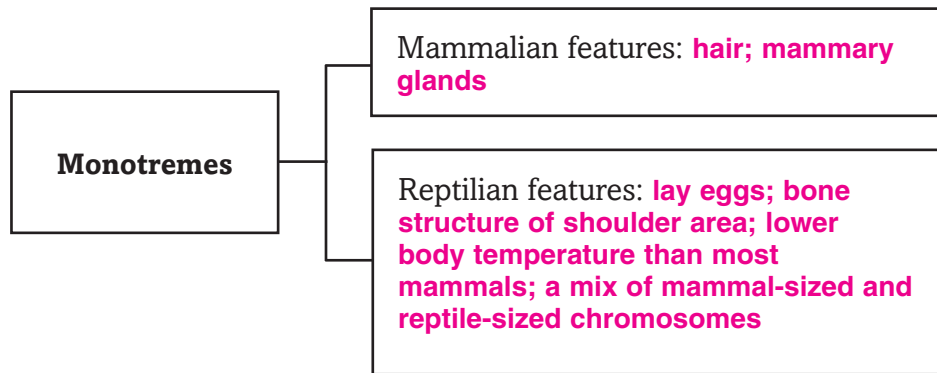 Mammalian features: hair; mammary
glands
Monotremes
Reptilian features: lay eggs; bone
structure of shoulder area; lower
body temperature than most
mammals; a mix of mammal-sized and
reptile-sized chromosomes